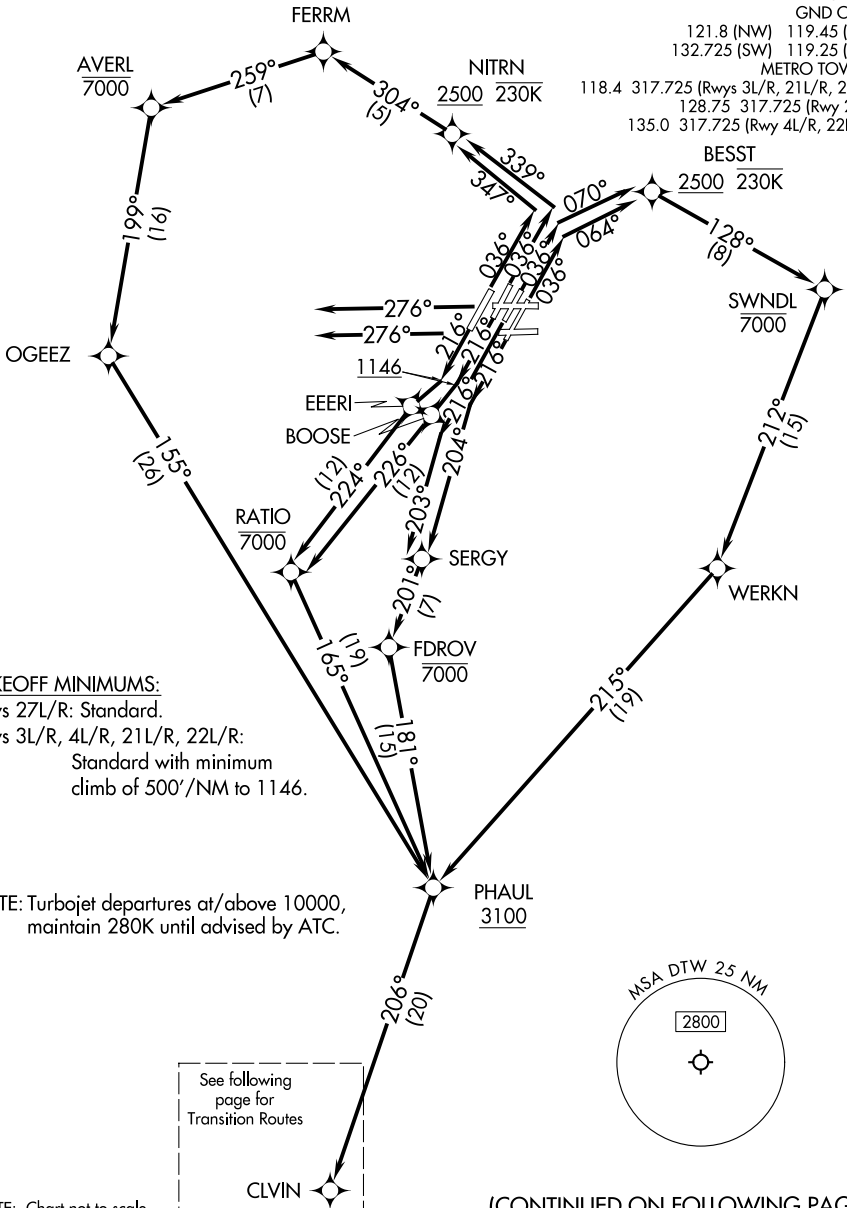 FERRM
GND C
121.8 (NW) 119.45 (
132.725 (SW) 119.25 (
METRO TOW
118.4 317.725 (Rwys 3L/R, 21L/R, 2
128.75 317.725 (Rwy 2
135.0 317.725 (Rwy 4L/R, 22L
AVERL
7000
259°
(7)
304°
(5)
NITRN
2500 230K
339°
347°
BESST
2500 230K
070°
064°
128°
(8)
199°
(16)
036°
036°
036°
036°
SWNDL
7000
276°
276°
216°
216°
216°
216°
OGEEZ
1146
EEERI
BOOSE
155°
(26)
(12)
224°
226°
(12)
203°
204°
212°
(15)
RATIO
7000
SERGY
201°
(7)
WERKN
FDROV
7000
(19)
165°
181°
(15)
215°
(19)
KEOFF MINIMUMS:
ys 27L/R: Standard.
ys 3L/R, 4L/R, 21L/R, 22L/R:
Standard with minimum
climb of 500'/NM to 1146.
PHAUL
3100
TE: Turbojet departures at/above 10000,
maintain 280K until advised by ATC.
206°
(20)
MSA DTW 25 NM
2800
See following
page for
Transition Routes
CLVIN
TE: Chart not to scale
(CONTINUED ON FOLLOWING PAG